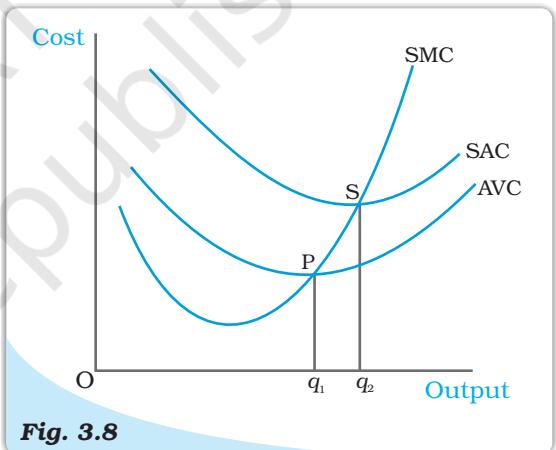 Cost
SMC
SAC
AVC
S
P
O
q₁
q₂
Output
Fig. 3.8